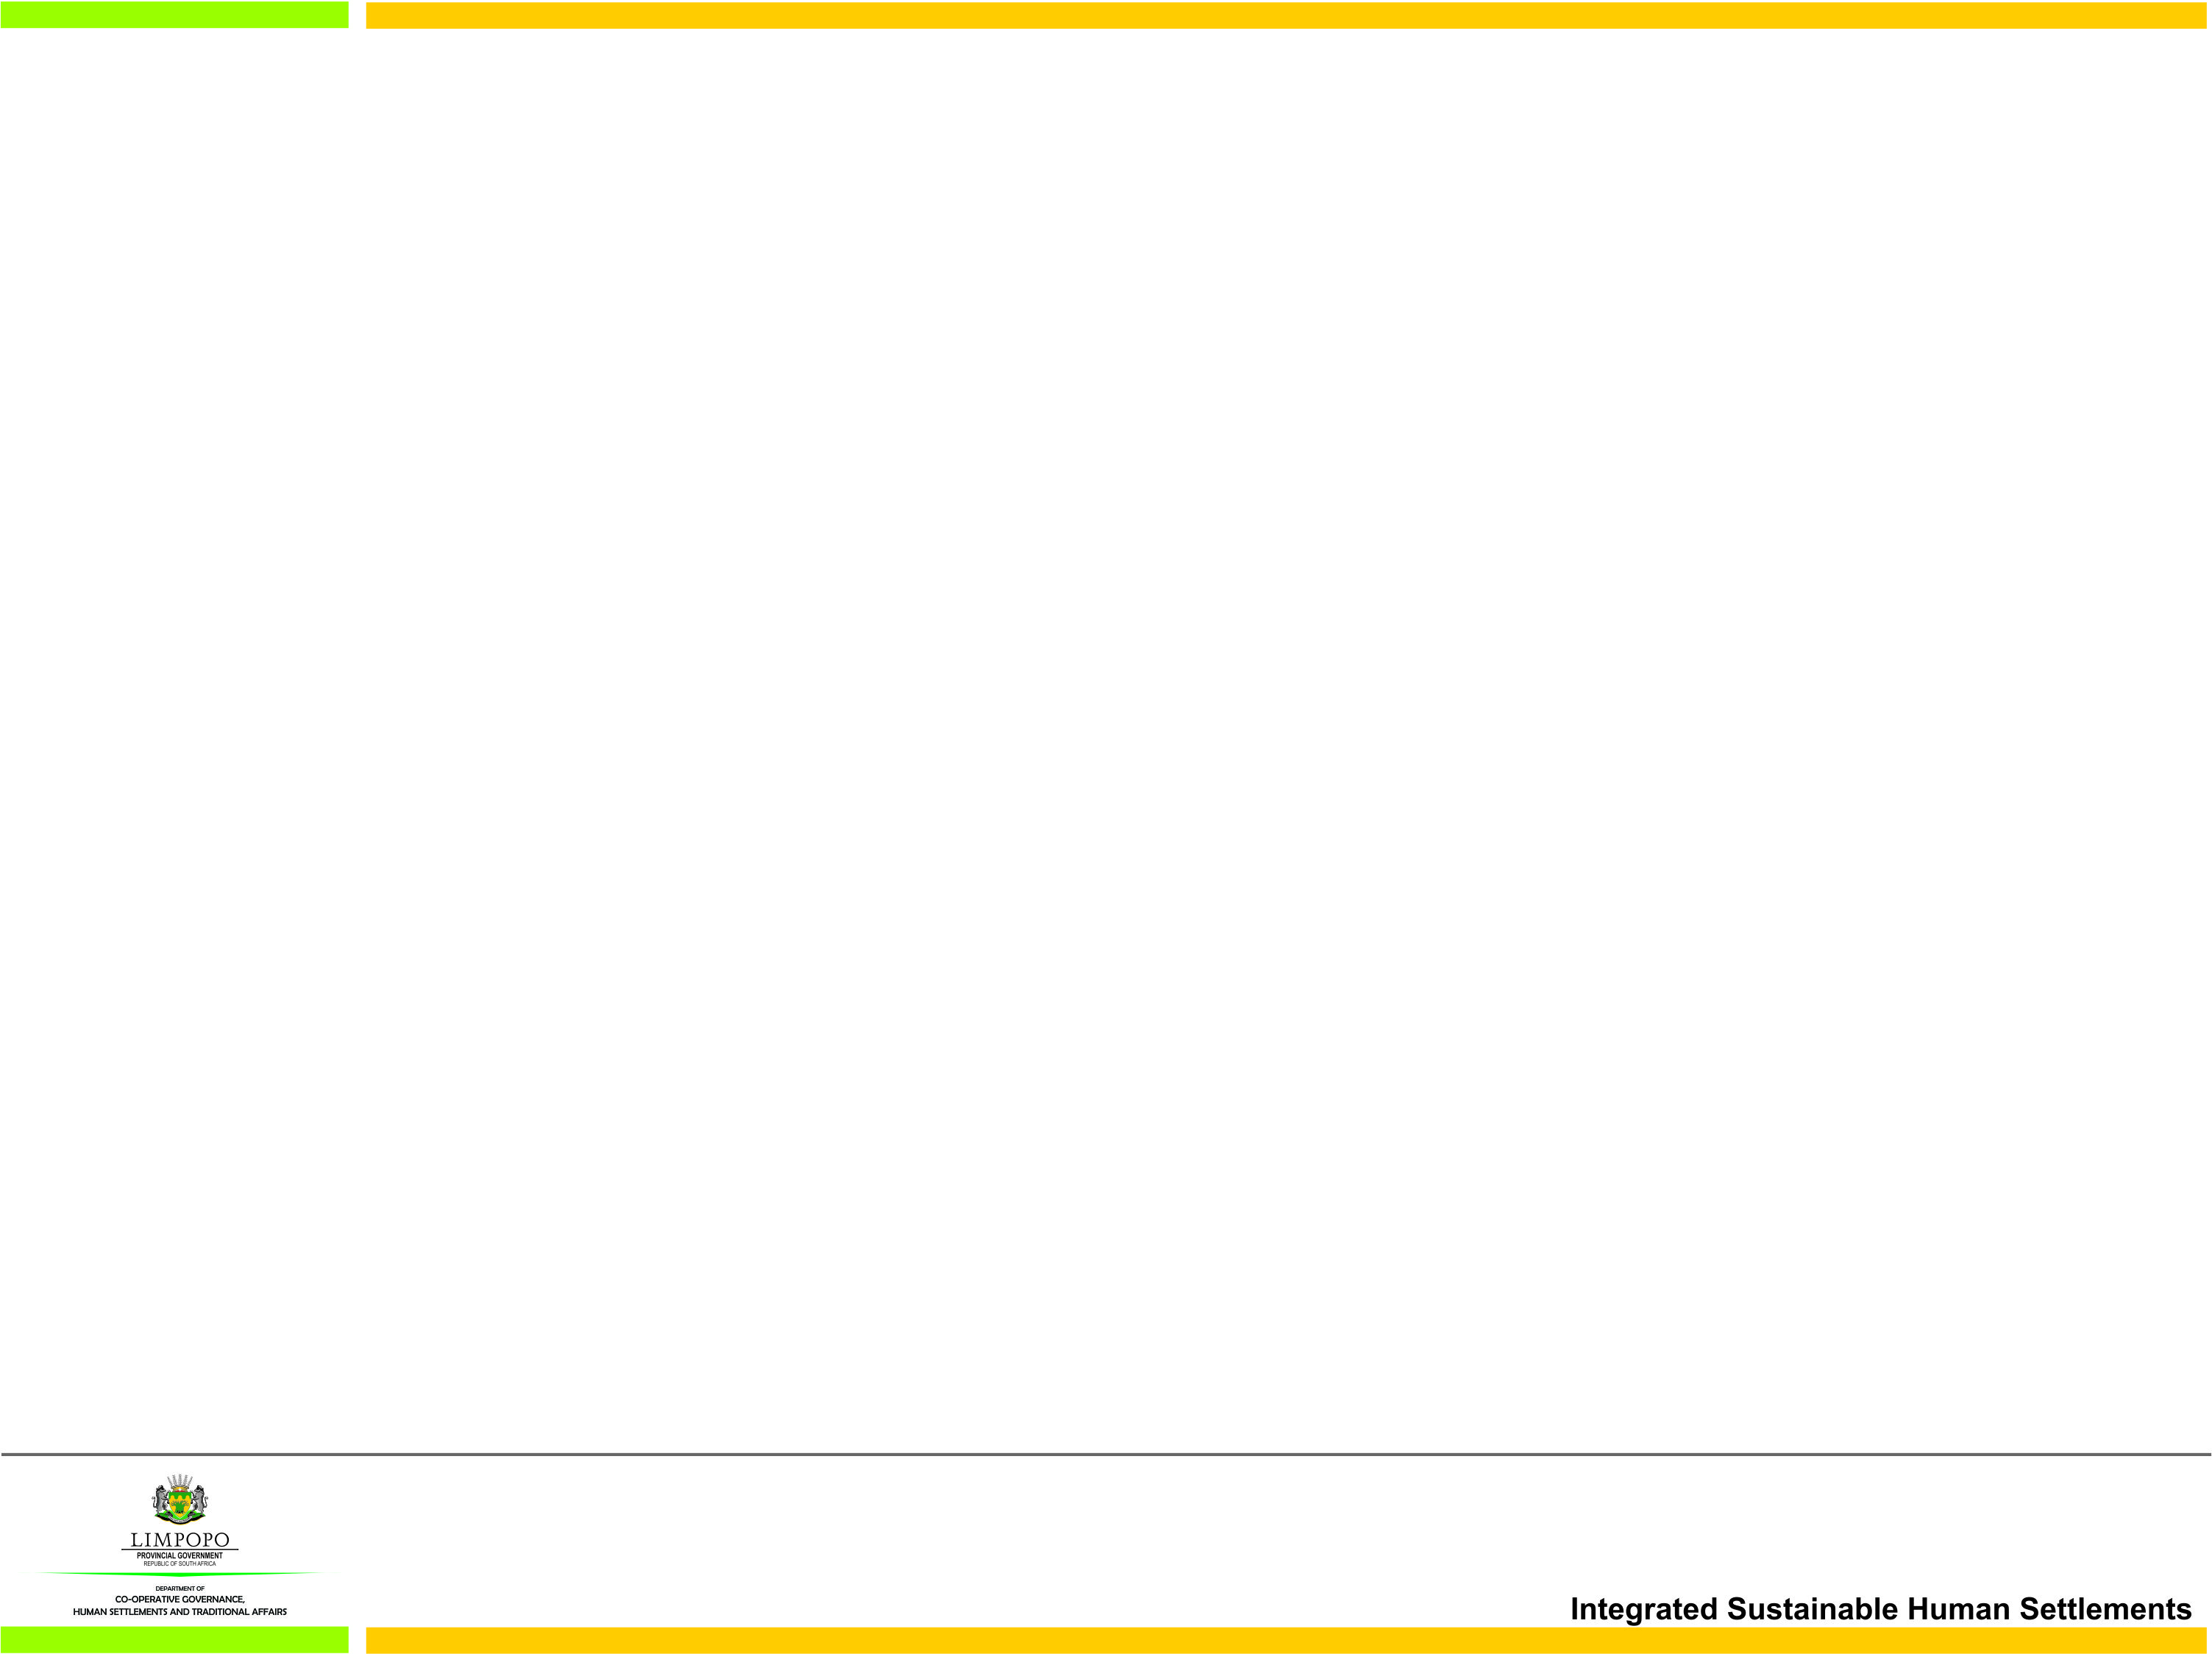 LIMPOPO
PROVINCIAL GOVERNMENT
REPUBLIC OF SOUTH AFRICA
DEPARTMENT OF
CO-OPERATIVE GOVERNANCE,
HUMAN SETTLEMENTS AND TRADITIONAL AFFAIRS
Integrated Sustainable Human Settlements